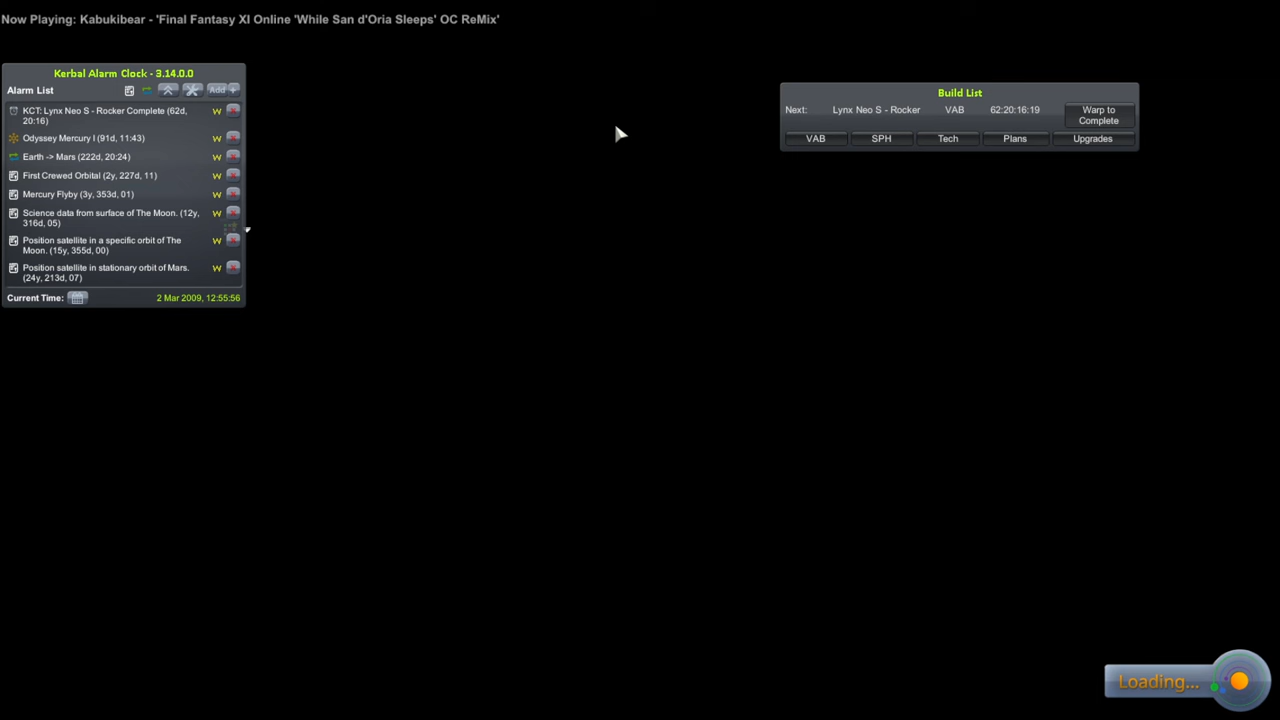 Now Playing: Kabukibear - 'Final Fantasy XI Online 'While San d'Oria Sleeps' OC ReMix'
Kerbal Alarm Clock - 3.14.0.0
Alarm List Add +
KCT: Lynx Neo S - Rocker Complete (62d, W
20:16)
Odyssey Mercury I (91d, 11:43) W
Earth -> Mars (222d, 20:24) W
First Crewed Orbital (2y, 227d, 11) W
Mercury Flyby (3y, 353d, 01) W
Science data from surface of The Moon. (12y, W
316d, 05)
Position satellite in a specific orbit of The W
Moon. (15y, 355d, 00)
Position satellite in stationary orbit of Mars. W
(24y, 213d, 07)
Current Time: 2 Mar 2009, 12:55:56
Build List
Next: Lynx Neo S - Rocker VAB 62:20:16:19 Warp to
Complete
VAB SPH Tech Plans Upgrades
Loading...